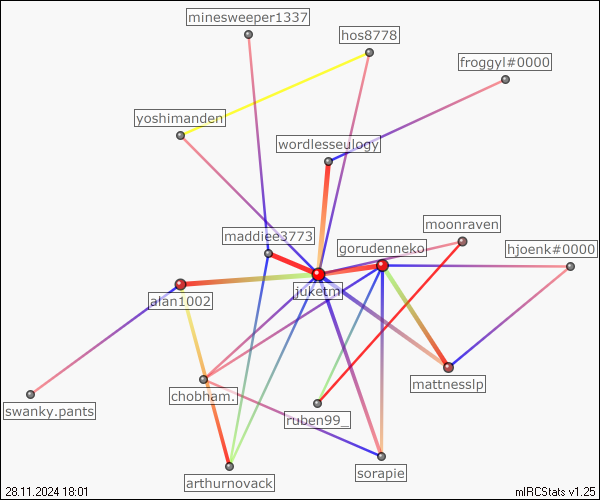 minesweeper1337
hos8778
froggyl#0000
yoshimanden
wordlesseulogy
moonraven
maddiee3773
gorudenneko
hjoenk#0000
juketm
alan1002
mattnesslp
chobham.
swanky.pants
ruben99_
sorapie
arthurnovack
28.11.2024 18:01
mIRCStats v1.25